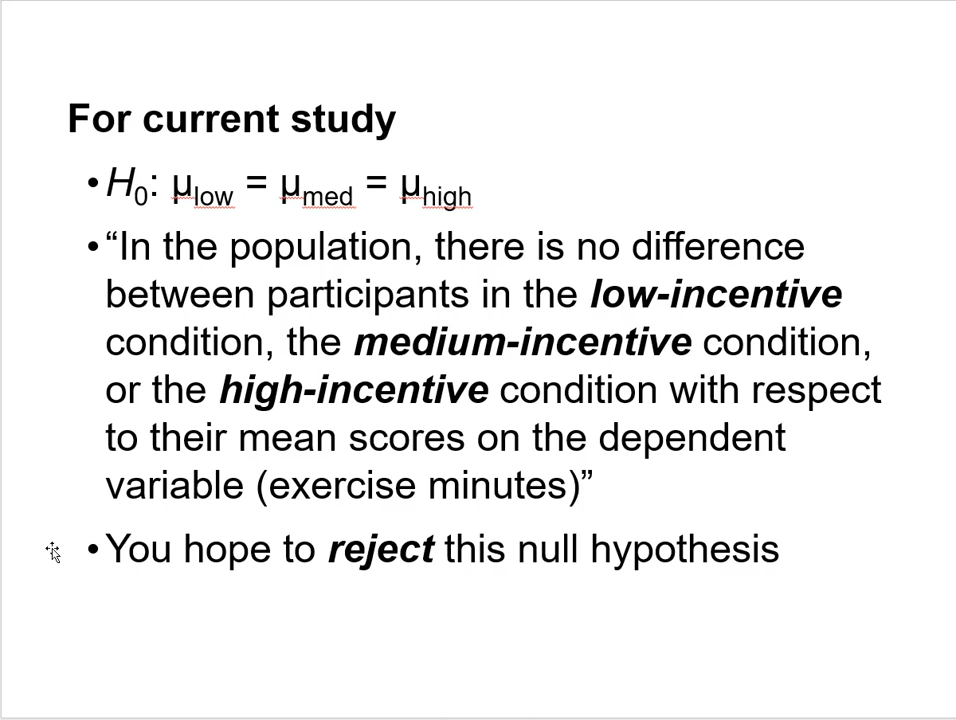 For current study
• H₀: μlow = μmed = μhigh
• “In the population, there is no difference
between participants in the low-incentive
condition, the medium-incentive condition,
or the high-incentive condition with respect
to their mean scores on the dependent
variable (exercise minutes)”
• You hope to reject this null hypothesis